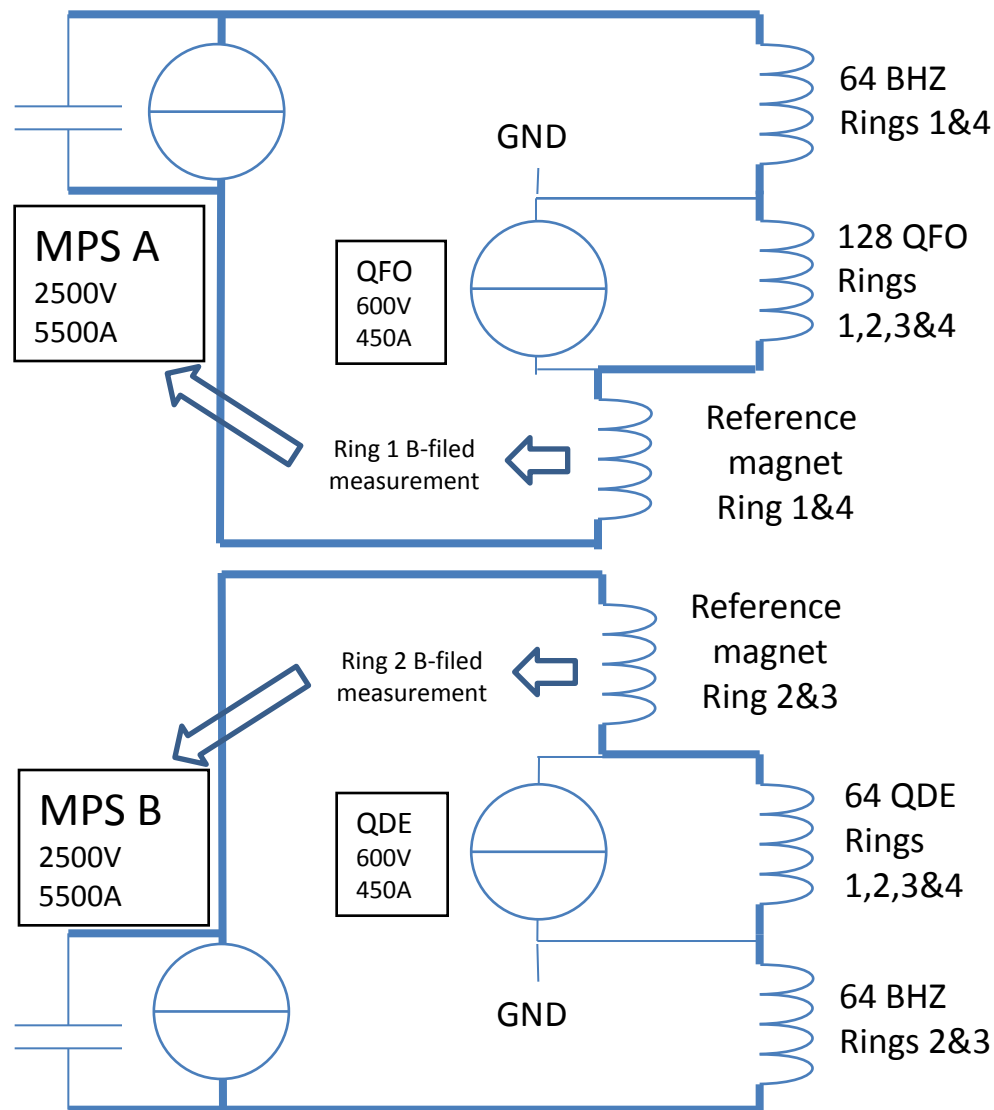 64 BHZ
Rings 1&4
GND
MPS A
2500V
5500A
QFO
600V
450A
128 QFO
Rings
1,2,3&4
Ring 1 B-filed
measurement
Reference
magnet
Ring 1&4
Reference
magnet
Ring 2&3
Ring 2 B-filed
measurement
MPS B
2500V
5500A
QDE
600V
450A
64 QDE
Rings
1,2,3&4
GND
64 BHZ
Rings 2&3